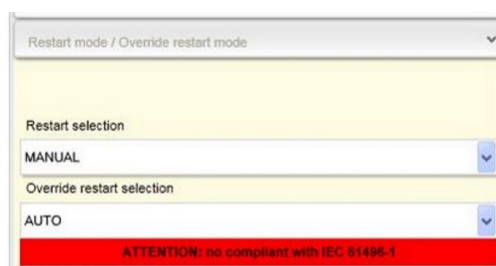 Restart mode / Override restart mode
Restart selection
MANUAL
Override restart selection
AUTO
ATTENTION: no compliant with IEC 61496-1